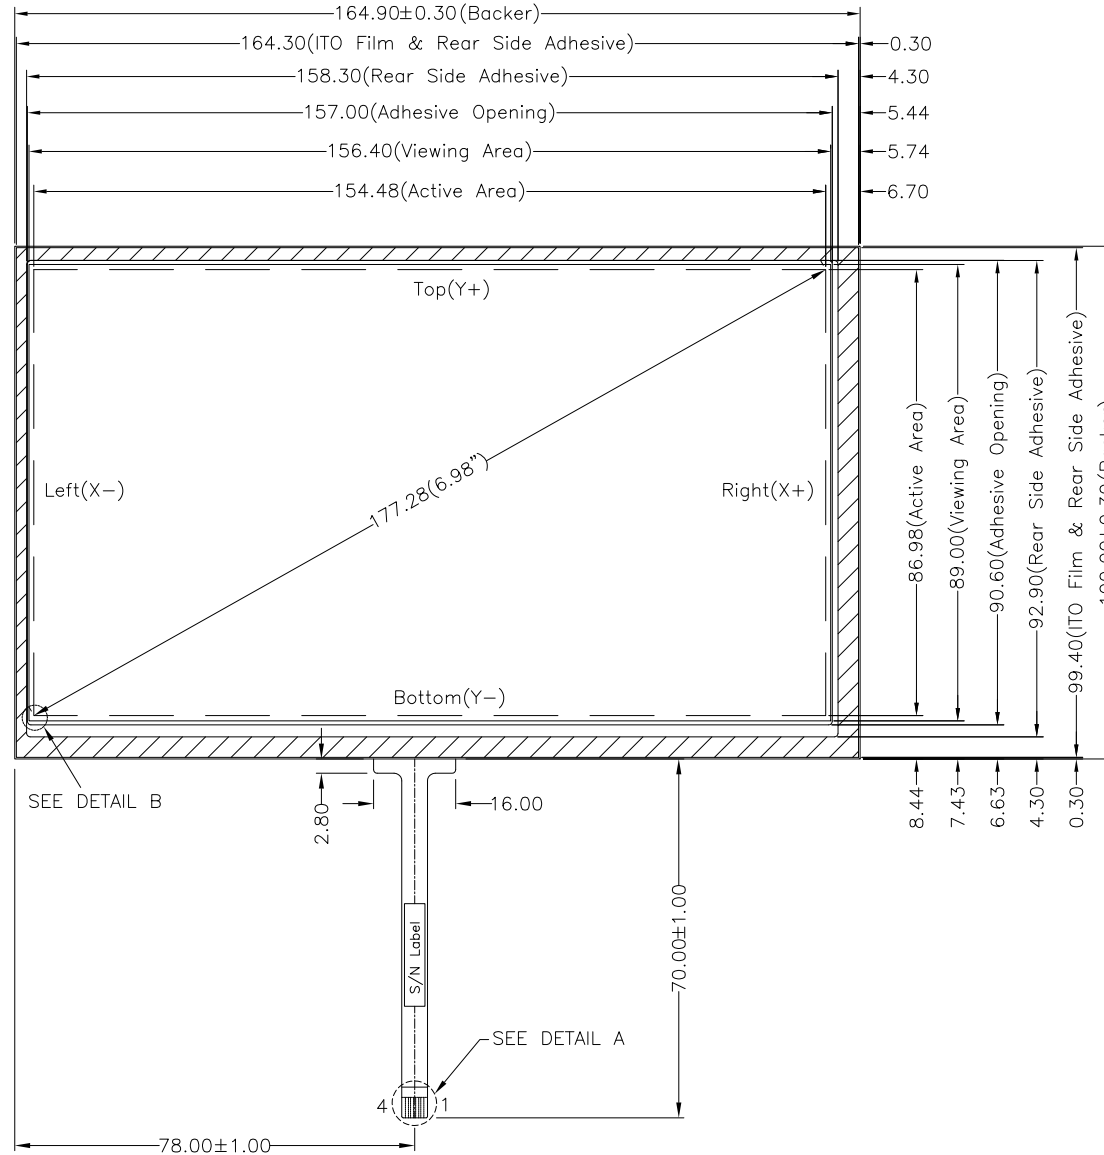 164.90±0.30(Backer)
164.30(ITO Film & Rear Side Adhesive)
0.30
158.30(Rear Side Adhesive)
4.30
157.00(Adhesive Opening)
5.44
156.40(Viewing Area)
5.74
154.48(Active Area)
6.70
Top(Y+)
Left(X-)
177.28(6.98")
Right(X+)
Bottom(Y-)
86.98(Active Area)
89.00(Viewing Area)
90.60(Adhesive Opening)
92.90(Rear Side Adhesive)
99.40(ITO Film & Rear Side Adhesive)
8.44
7.43
6.63
4.30
0.30
SEE DETAIL B
2.80
16.00
S/N Label
70.00±1.00
SEE DETAIL A
4
1
78.00±1.00